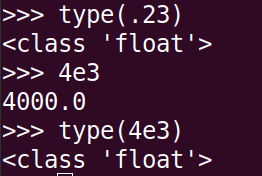 >>> type(.23)
<class 'float'>
>>> 4e3
4000.0
>>> type(4e3)
<class 'float'>